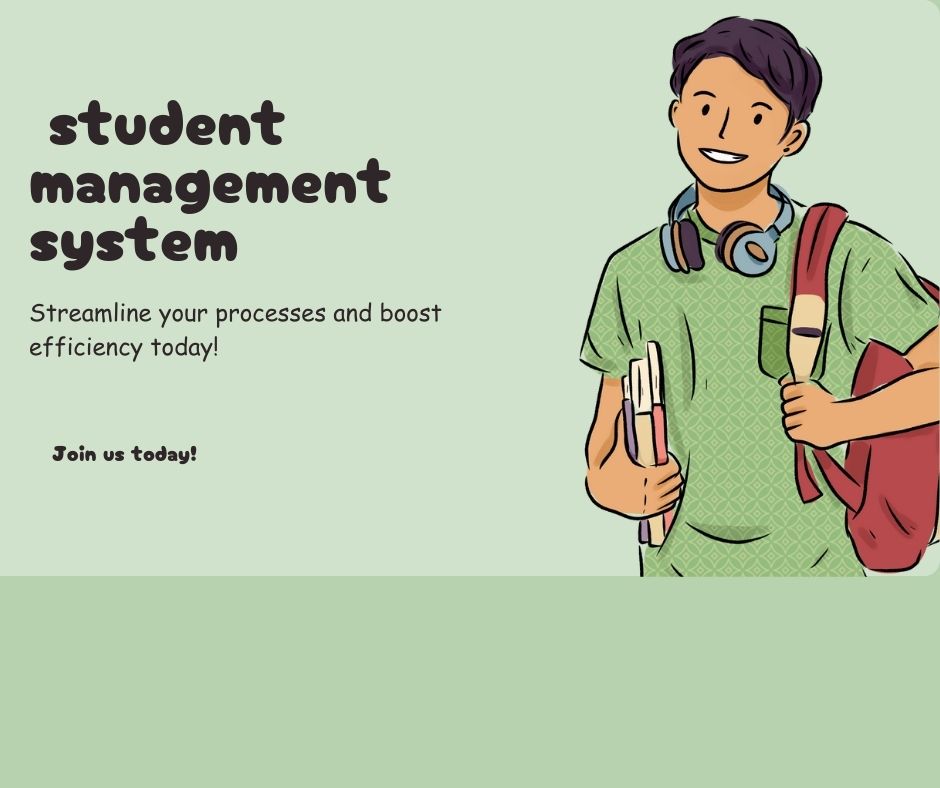 student
management
system
Streamline your processes and boost
efficiency today!
Join us today!